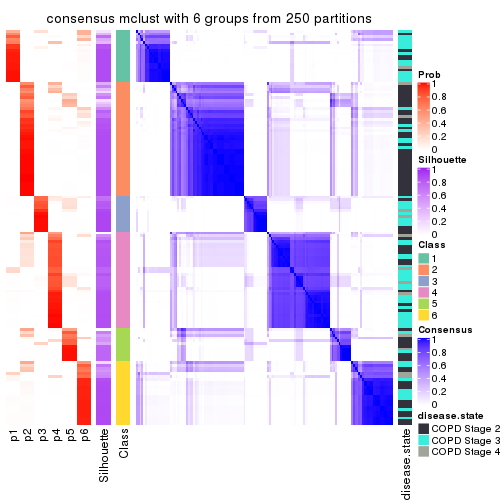 consensus mclust with 6 groups from 250 partitions
Prob
1
0.8
0.6
0.4
0.2
0
Silhouette
1
0.8
0.6
0.4
0.2
0
Class
1
2
3
4
5
6
Consensus
1
0.8
0.6
0.4
0.2
0
disease.state
COPD Stage 2
COPD Stage 3
COPD Stage 4
p1
p2
p3
p4
p5
p6
Silhouette
Class
disease.state